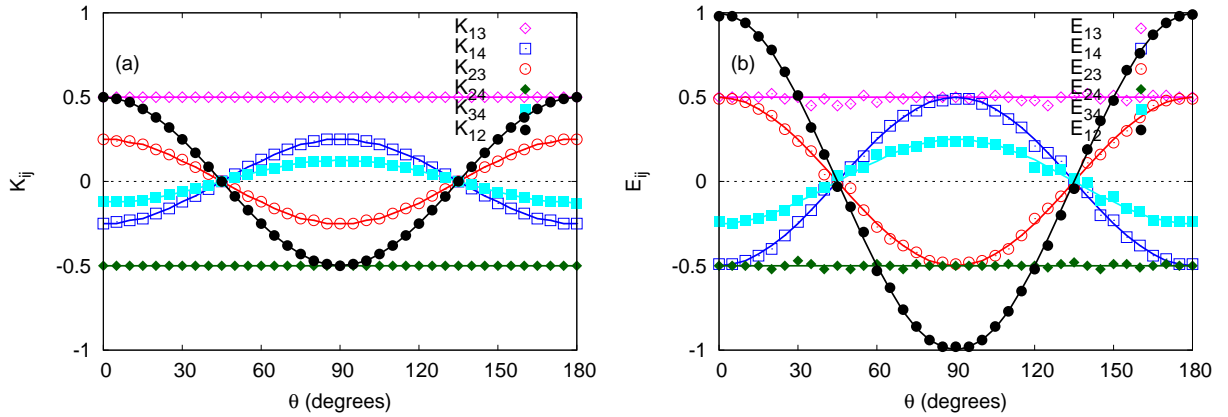 (a)
K13
K14
K23
K24
K34
K12
1
0.5
0
-0.5
-1
0 30 60 90 120 150 180
Kij
θ (degrees)
(b)
E13
E14
E23
E24
E34
E12
1
0.5
0
-0.5
-1
0 30 60 90 120 150 180
Eij
θ (degrees)